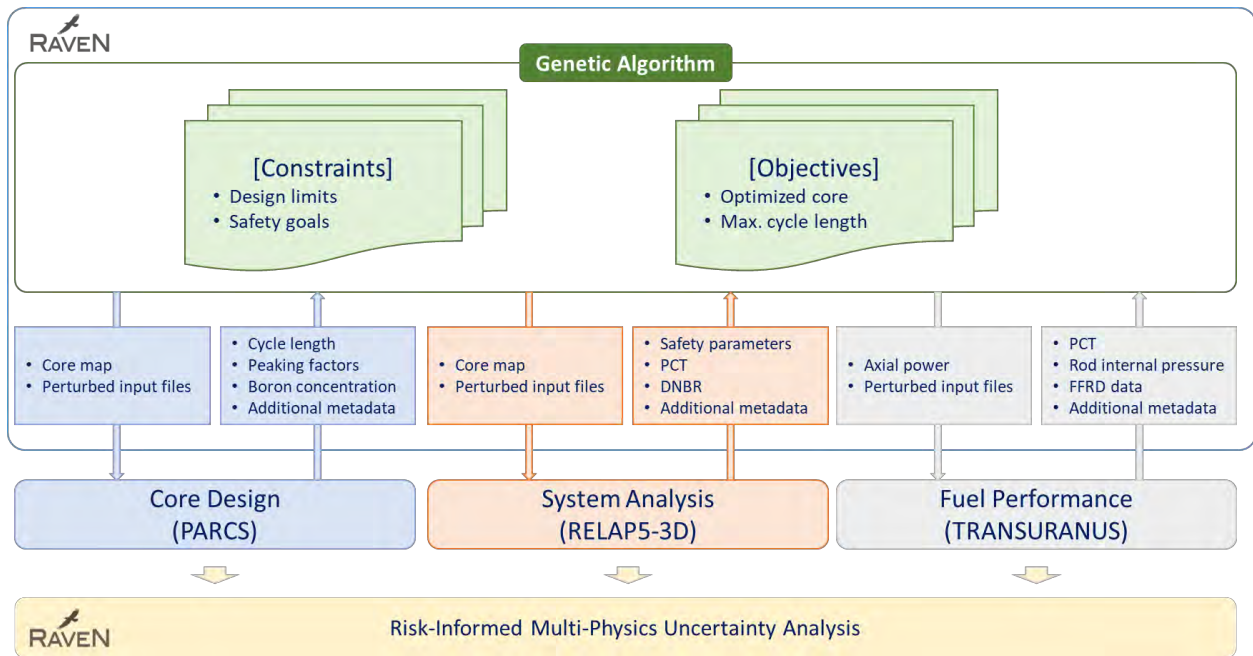 RAVEN
Genetic Algorithm
[Constraints]
• Design limits
• Safety goals
[Objectives]
• Optimized core
• Max. cycle length
• Core map
• Perturbed input files
• Cycle length
• Peaking factors
• Boron concentration
• Additional metadata
• Core map
• Perturbed input files
• Safety parameters
• PCT
• DNBR
• Additional metadata
• Axial power
• Perturbed input files
• PCT
• Rod internal pressure
• FFRD data
• Additional metadata
Core Design
(PARCS)
System Analysis
(RELAP5-3D)
Fuel Performance
(TRANSURANUS)
RAVEN
Risk-Informed Multi-Physics Uncertainty Analysis